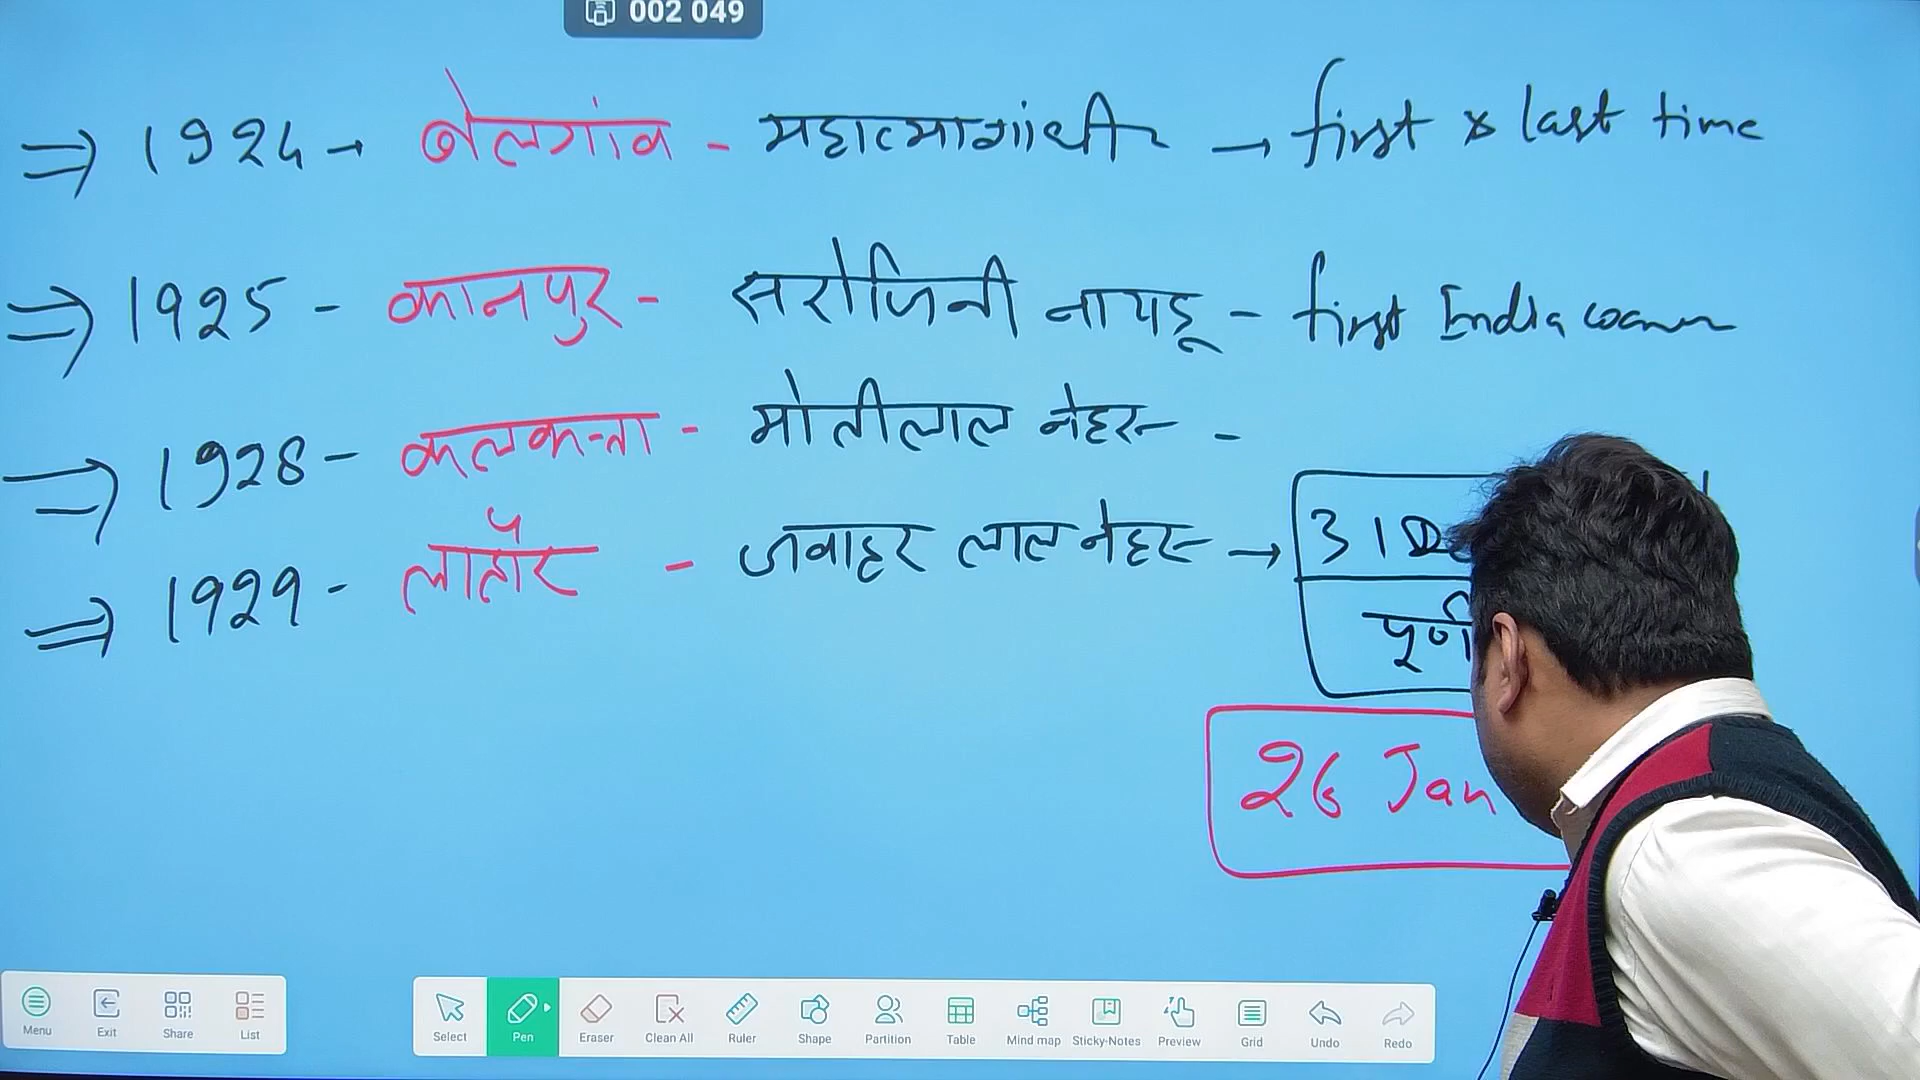 002 049
⇒ 1924 → बेलगांव - महात्मागांधी → first & last time
⇒ 1925 - कानपुर - सरोजिनी नायडू - first India
⇒ 1928 - कलकत्ता - मोतीलाल नेहरू -
⇒ 1929 - लाहौर - जवाहर लाल नेहरू → 31 De
पूर्ण
26 Jan
Menu Exit Share List Select Pen Eraser Clean All Ruler Shape Partition Table Mind map Sticky-Notes Preview Grid Undo Redo